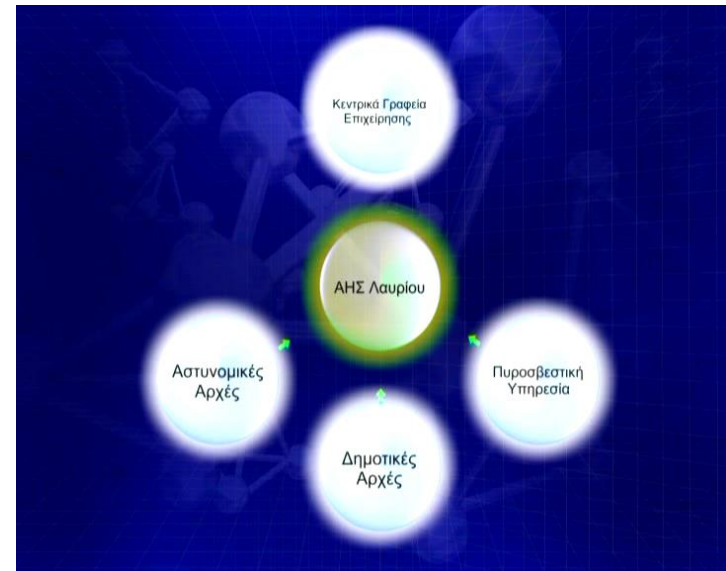 Κεντρικά Γραφεία
Επιχείρησης
ΑΗΣ Λαυρίου
Αστυνομικές
Αρχές
Πυροσβεστική
Υπηρεσία
Δημοτικές
Αρχές